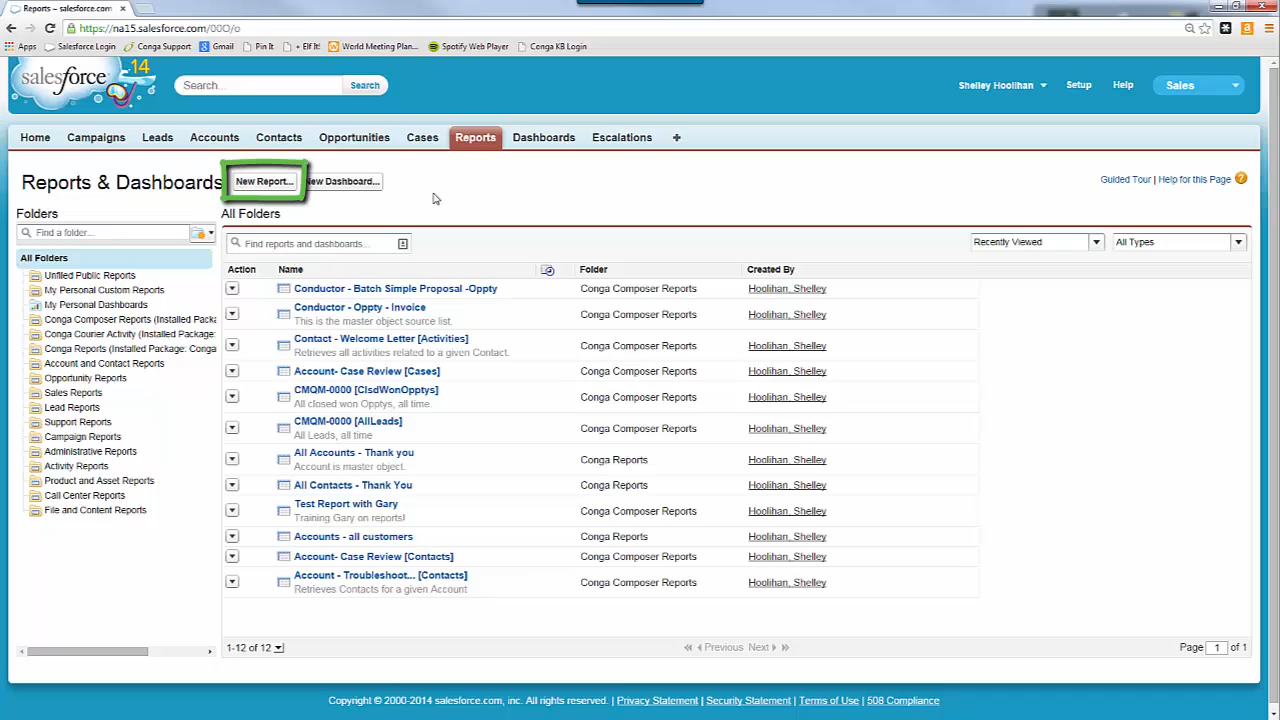 Reports ~ salesforce.com
https://na15.salesforce.com/00O/o
Apps Salesforce Login Conga Support Gmail Pin It + Elf It! World Meeting Plan... Spotify Web Player Conga KB Login
salesforce 14
Search... Search
Shelley Hoolihan Setup Help Sales
Home Campaigns Leads Accounts Contacts Opportunities Cases Reports Dashboards Escalations +
Reports & Dashboards New Report... New Dashboard...
Guided Tour | Help for this Page ?
Folders
All Folders
Find a folder...
Find reports and dashboards...
Recently Viewed All Types
All Folders
Unfiled Public Reports
My Personal Custom Reports
My Personal Dashboards
Conga Composer Reports (Installed Packa
Conga Courier Activity (Installed Package:
Conga Reports (Installed Package: Conga
Account and Contact Reports
Opportunity Reports
Sales Reports
Lead Reports
Support Reports
Campaign Reports
Administrative Reports
Activity Reports
Product and Asset Reports
Call Center Reports
File and Content Reports
Action Name Folder Created By
Conductor - Batch Simple Proposal -Oppty Conga Composer Reports Hoolihan, Shelley
Conductor - Oppty - Invoice Conga Composer Reports Hoolihan, Shelley
This is the master object source list.
Contact - Welcome Letter [Activities] Conga Composer Reports Hoolihan, Shelley
Retrieves all activities related to a given Contact.
Account- Case Review [Cases] Conga Composer Reports Hoolihan, Shelley
CMQM-0000 [ClsdWonOpptys] Conga Composer Reports Hoolihan, Shelley
All closed won Opptys, all time.
CMQM-0000 [AllLeads] Conga Composer Reports Hoolihan, Shelley
All Leads, all time
All Accounts - Thank you Conga Reports Hoolihan, Shelley
Account is master object.
All Contacts - Thank You Conga Reports Hoolihan, Shelley
Test Report with Gary Conga Composer Reports Hoolihan, Shelley
Training Gary on reports!
Accounts - all customers Conga Reports Hoolihan, Shelley
Account- Case Review [Contacts] Conga Composer Reports Hoolihan, Shelley
Account - Troubleshoot... [Contacts] Conga Composer Reports Hoolihan, Shelley
Retrieves Contacts for a given Account
1-12 of 12 Previous Next Page 1 of 1
Copyright © 2000-2014 salesforce.com, inc. All rights reserved. | Privacy Statement | Security Statement | Terms of Use | 508 Compliance